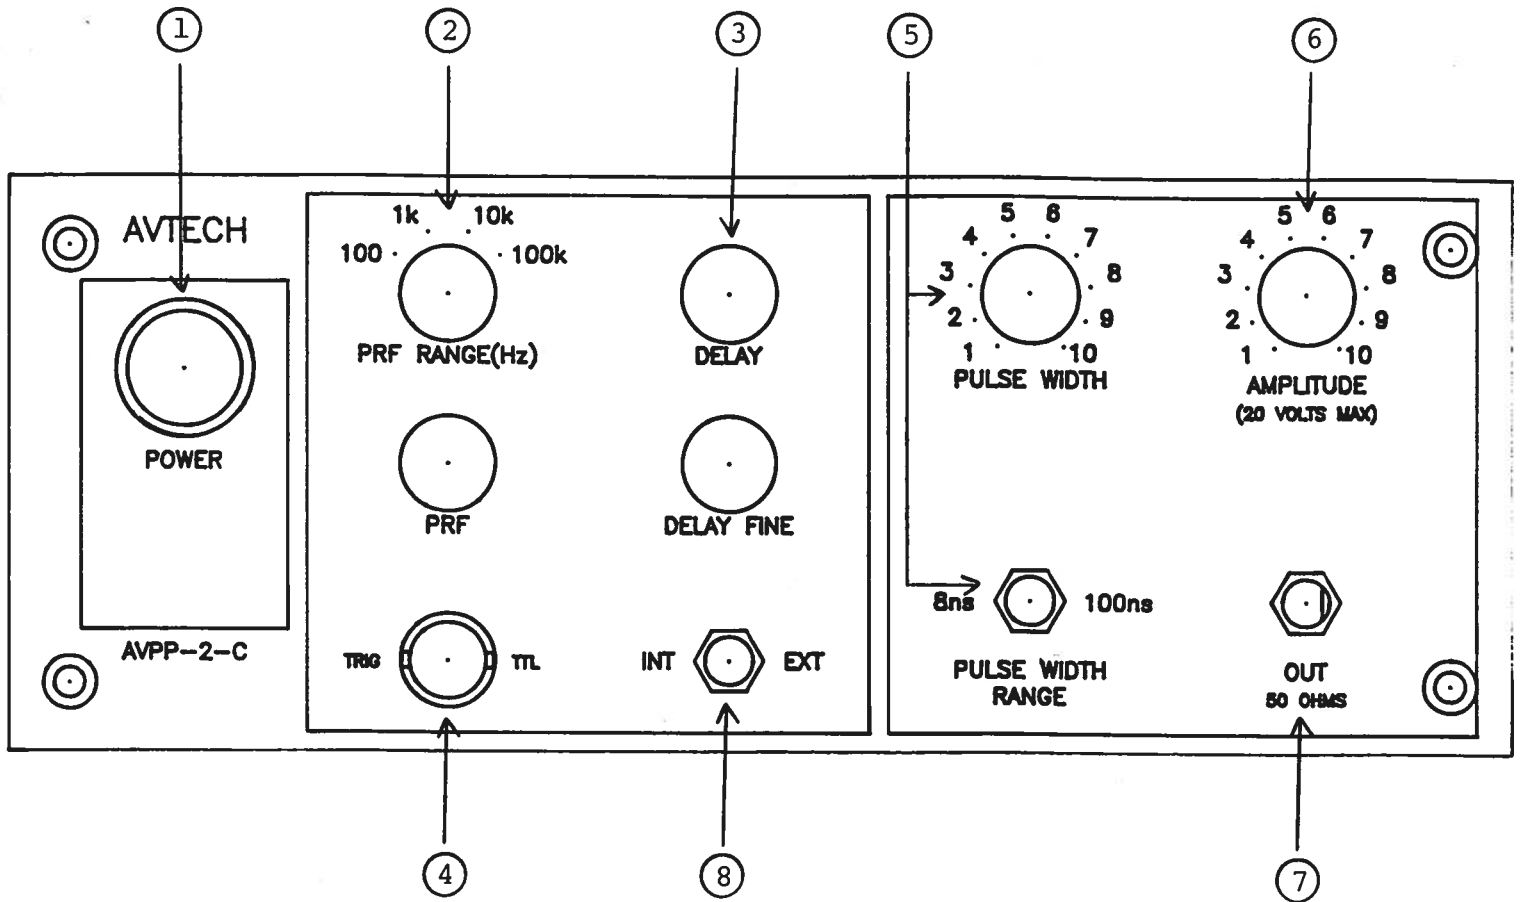 1
2
3
5
6
AVTECH
POWER
AVPP-2-C
100 1k 10k 100k
PRF RANGE(Hz)
DELAY
PRF
DELAY FINE
TRIG TTL
INT EXT
1 2 3 4 5 6 7 8 9 10
PULSE WIDTH
1 2 3 4 5 6 7 8 9 10
AMPLITUDE
(20 VOLTS MAX)
8ns 100ns
PULSE WIDTH
RANGE
OUT
50 OHMS
4
8
7